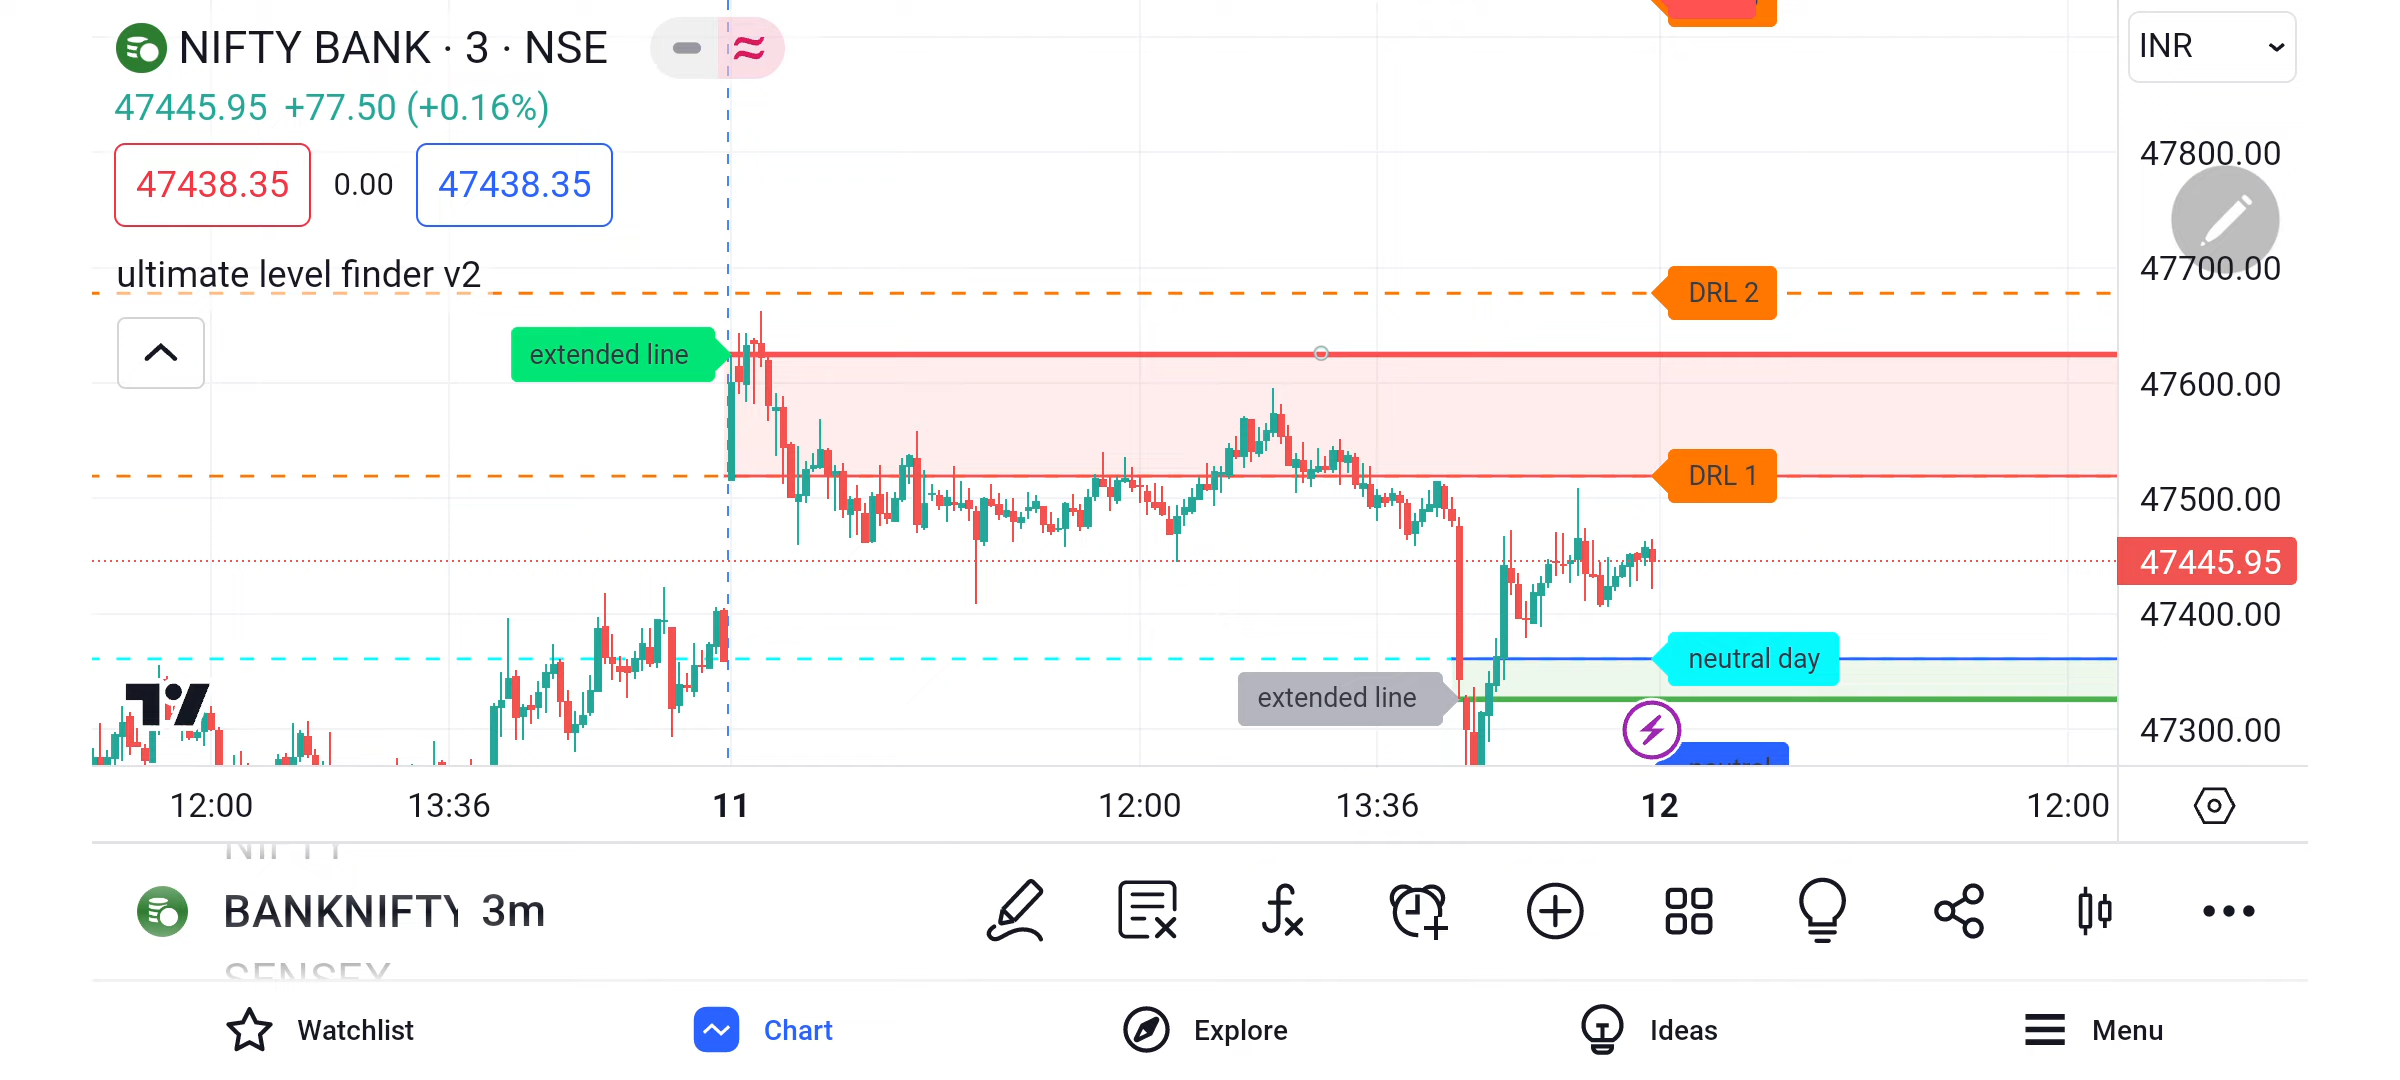 NIFTY BANK · 3 · NSE
INR
47445.95 +77.50 (+0.16%)
47438.35 0.00 47438.35
ultimate level finder v2
47800.00
47700.00
47600.00
47500.00
47445.95
47400.00
47300.00
DRL 2
extended line
DRL 1
neutral day
extended line
neutral
12:00 13:36 11 12:00 13:36 12 12:00
NIFTY
BANKNIFTY 3m
SENSEX
Watchlist Chart Explore Ideas Menu